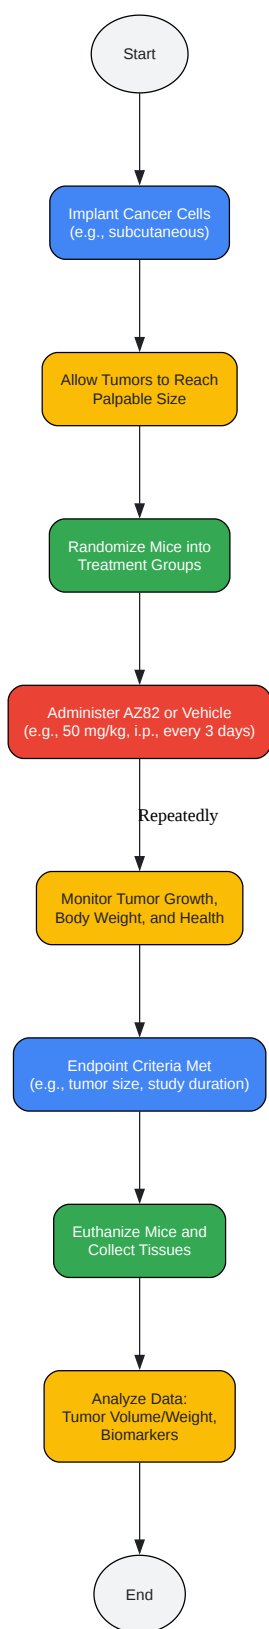 Start
Implant Cancer Cells
(e.g., subcutaneous)
Allow Tumors to Reach
Palpable Size
Randomize Mice into
Treatment Groups
Administer AZ82 or Vehicle
(e.g., 50 mg/kg, i.p., every 3 days)
Repeatedly
Monitor Tumor Growth,
Body Weight, and Health
Endpoint Criteria Met
(e.g., tumor size, study duration)
Euthanize Mice and
Collect Tissues
Analyze Data:
Tumor Volume/Weight,
Biomarkers
End